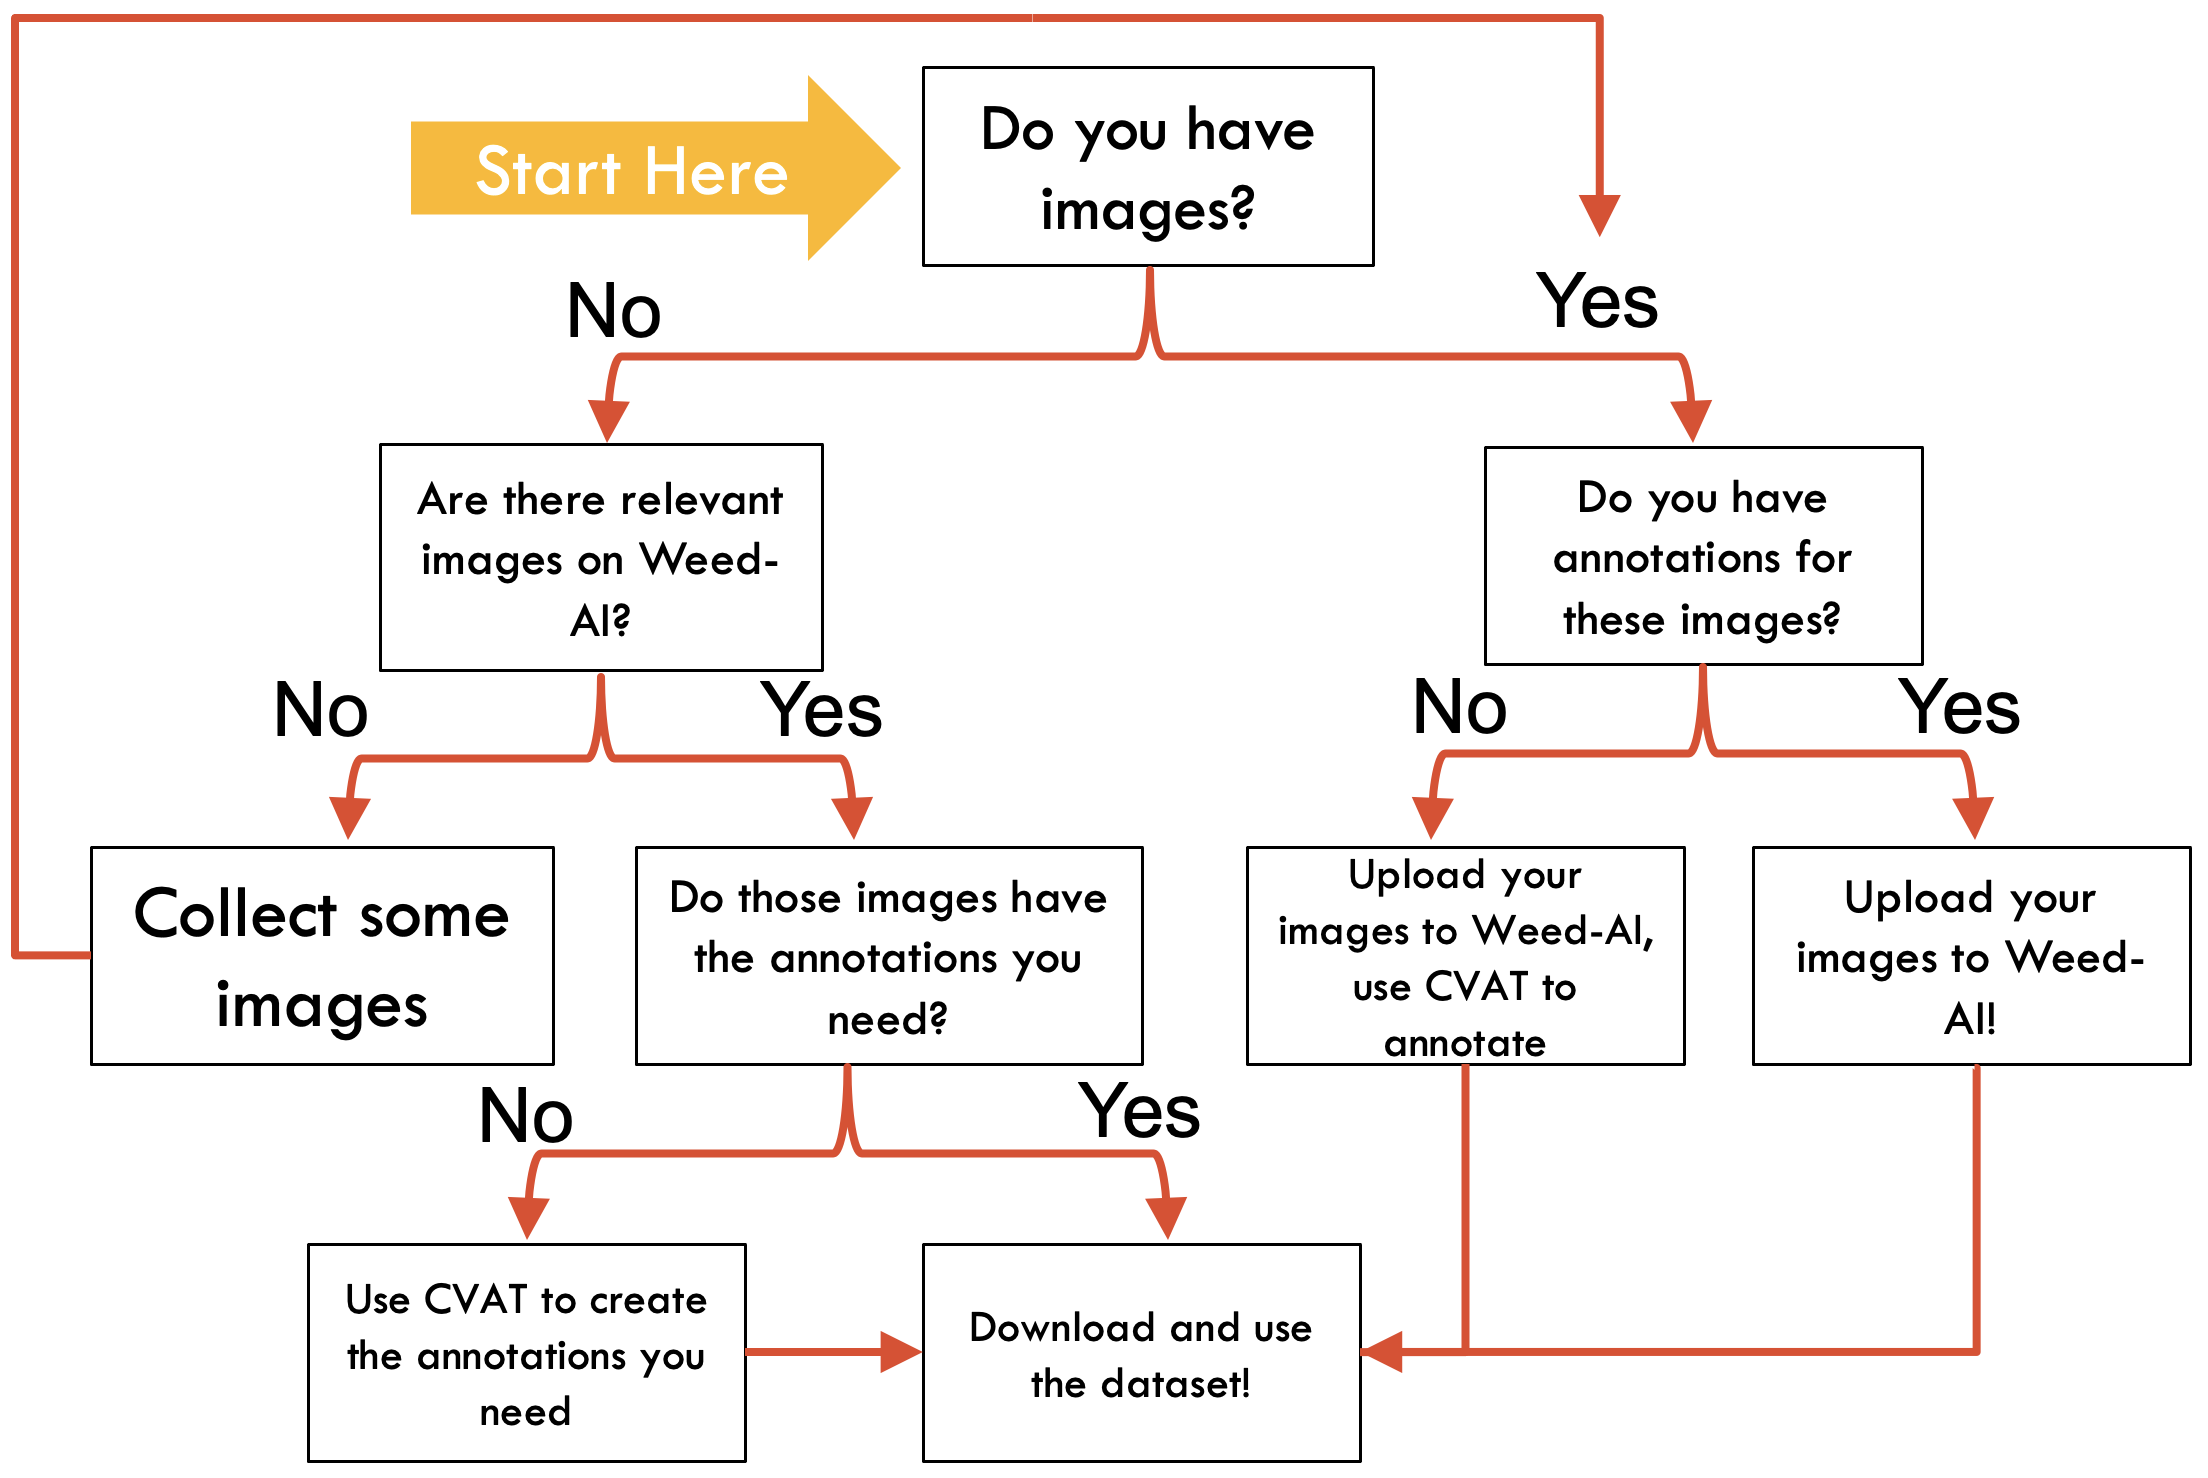 Start Here
Do you have
images?
No
Yes
Are there relevant
images on Weed-
AI?
Do you have
annotations for
these images?
No
Yes
No
Yes
Collect some
images
Do those images have
the annotations you
need?
Upload your
images to Weed-AI,
use CVAT to
annotate
Upload your
images to Weed-
AI!
No
Yes
Use CVAT to create
the annotations you
need
Download and use
the dataset!